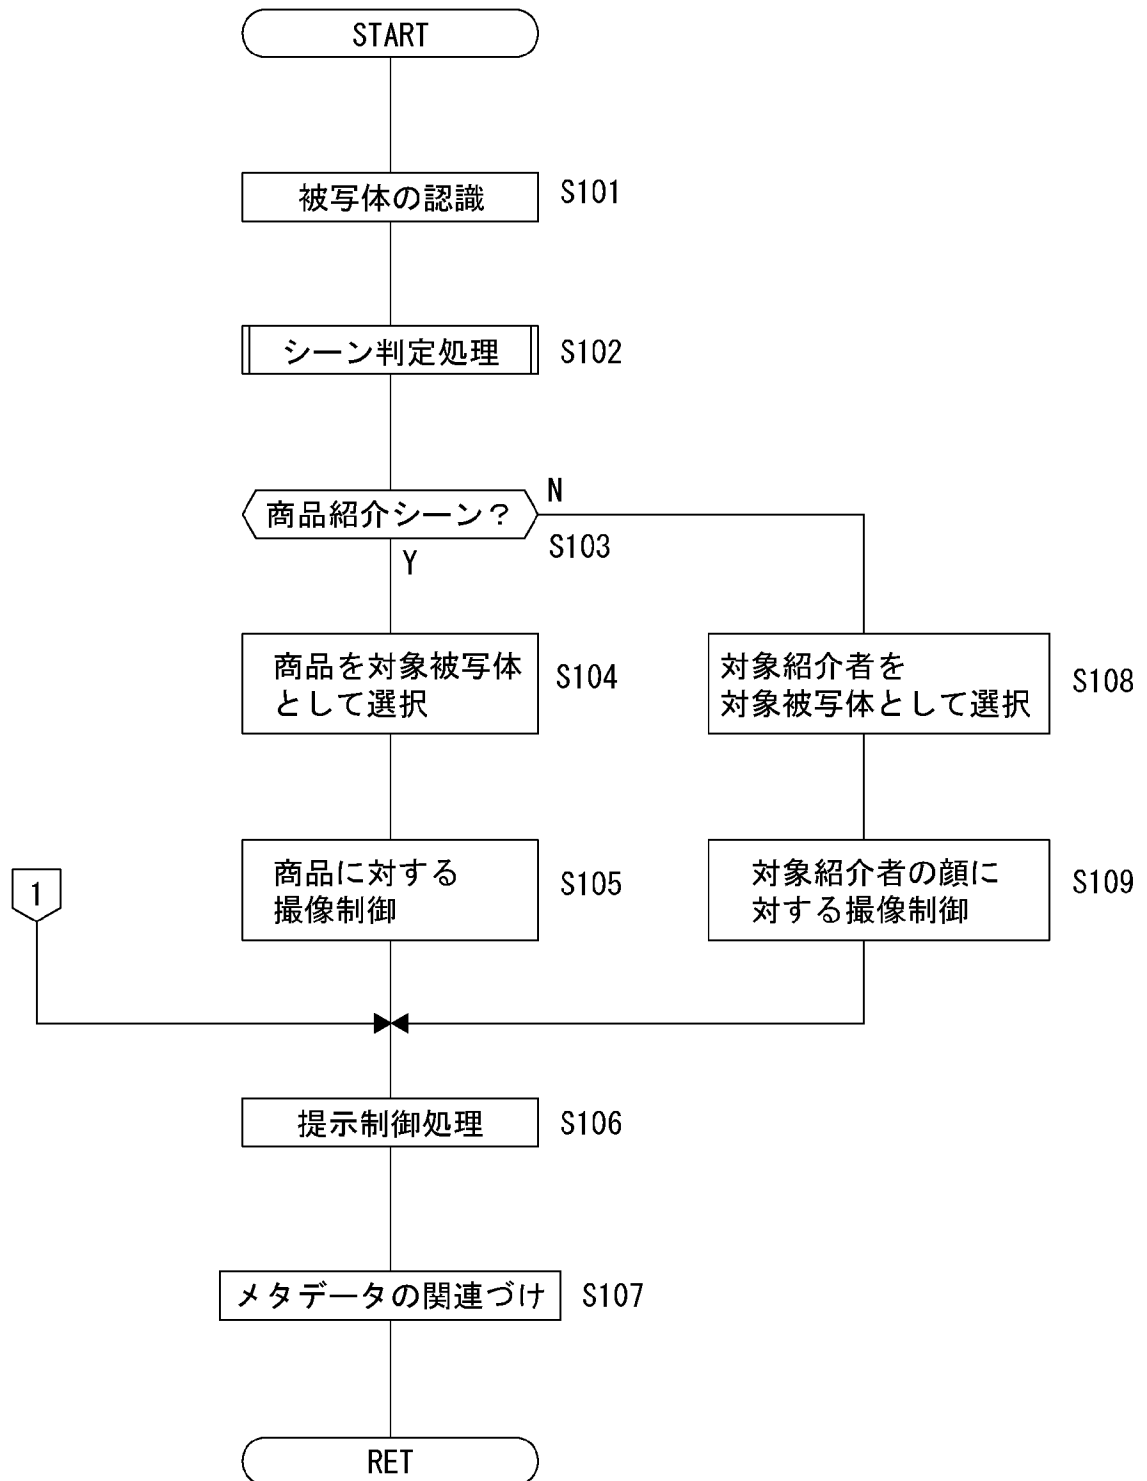 START
被写体の認識
S101
シーン判定処理
S102
商品紹介シーン？
N
S103
Y
商品を対象被写体
として選択
S104
対象紹介者を
対象被写体として選択
S108
1
商品に対する
撮像制御
S105
対象紹介者の顔に
対する撮像制御
S109
提示制御処理
S106
メタデータの関連づけ
S107
RET